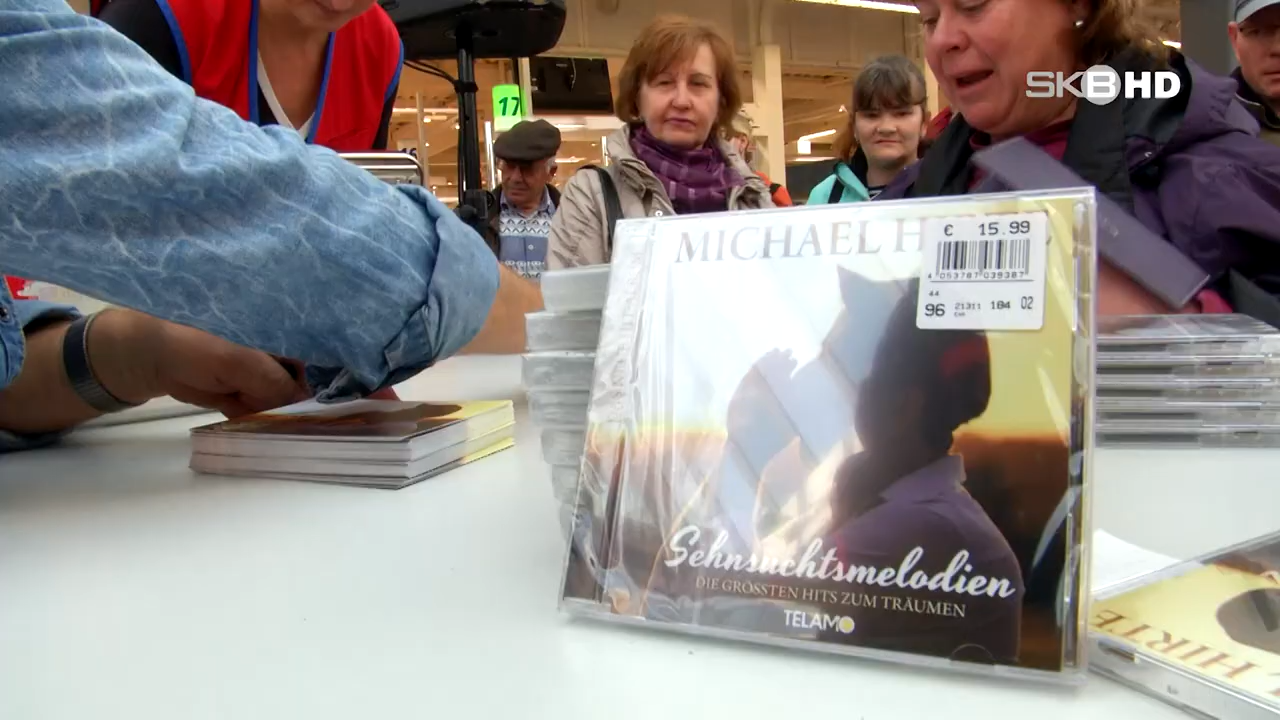 SKB HD
17
MICHAEL H
€ 15.99
4 053787 039387
44
96 21311 184 02
Sehnsuchtsmelodien
DIE GRÖSSTEN HITS ZUM TRÄUMEN
TELAMO
HIRTE